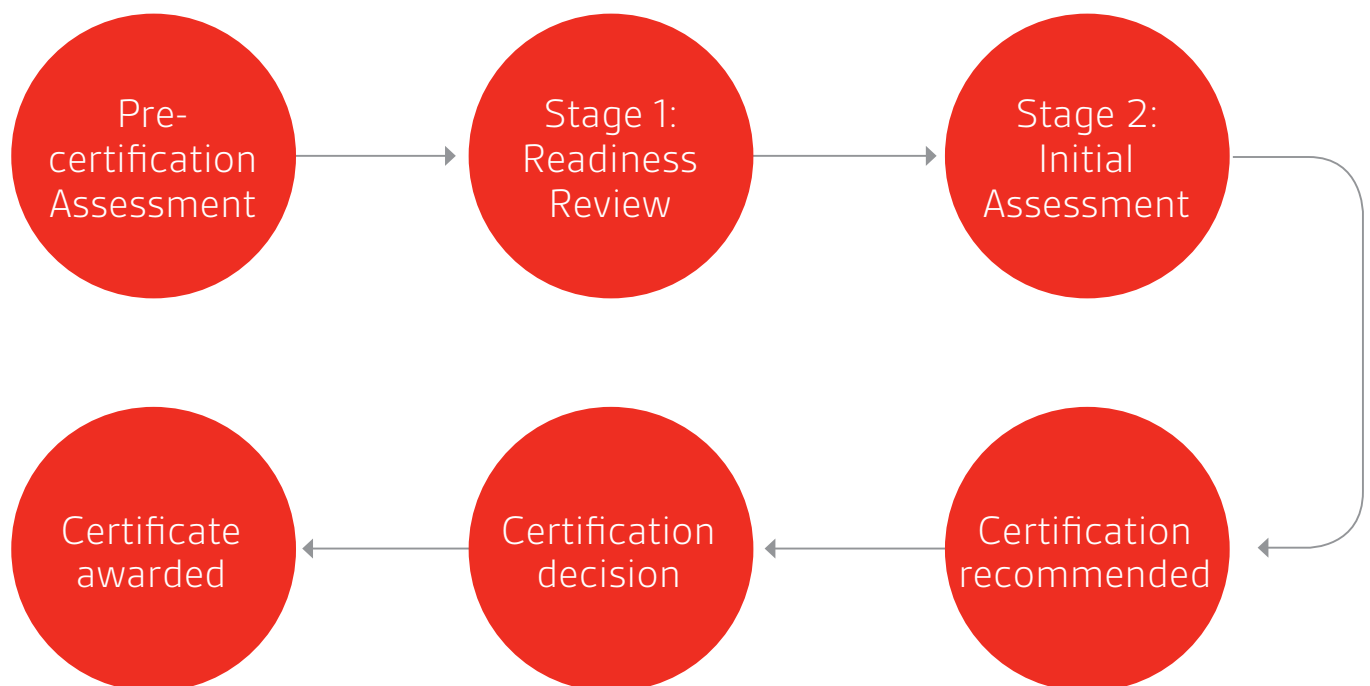 Pre-
certification
Assessment
Stage 1:
Readiness
Review
Stage 2:
Initial
Assessment
Certification
recommended
Certification
decision
Certificate
awarded